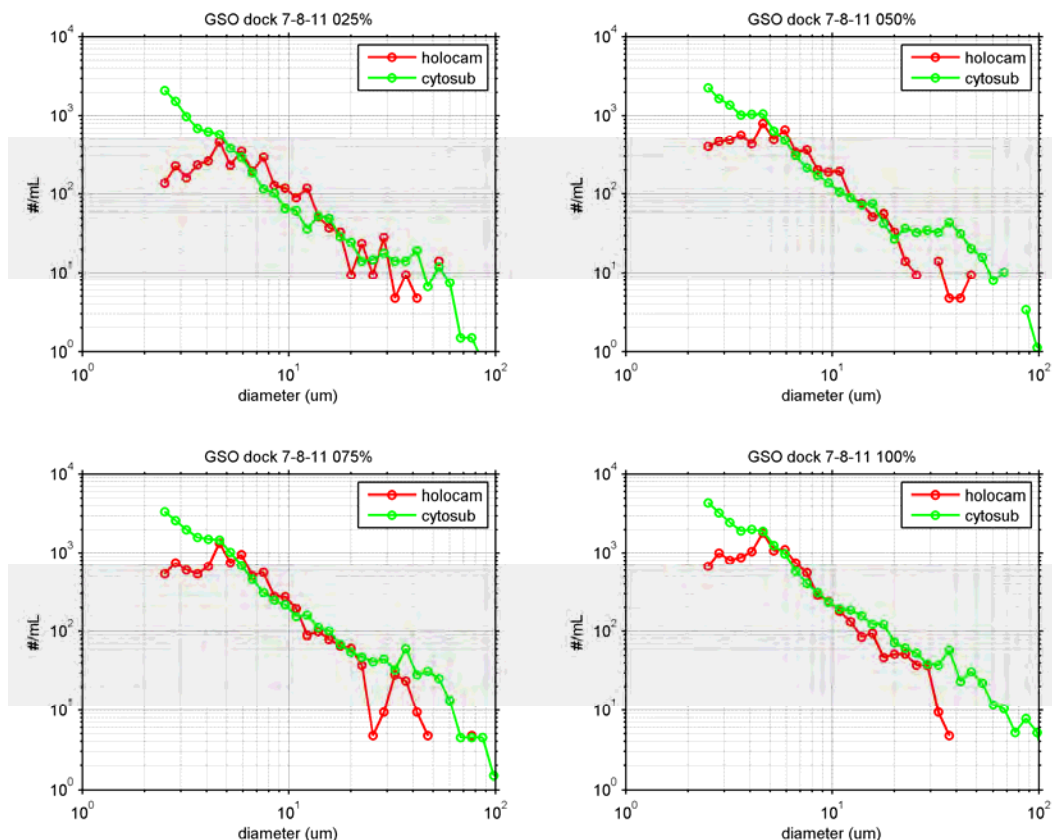 GSO dock 7-8-11 025%
10^4
10^3
10^2
10^1
10^0
#/mL
holocam
cytosub
10^0
10^1
10^2
diameter (um)
GSO dock 7-8-11 050%
10^4
10^3
10^2
10^1
10^0
#/mL
holocam
cytosub
10^0
10^1
10^2
diameter (um)
GSO dock 7-8-11 075%
10^4
10^3
10^2
10^1
10^0
#/mL
holocam
cytosub
10^0
10^1
10^2
diameter (um)
GSO dock 7-8-11 100%
10^4
10^3
10^2
10^1
10^0
#/mL
holocam
cytosub
10^0
10^1
10^2
diameter (um)